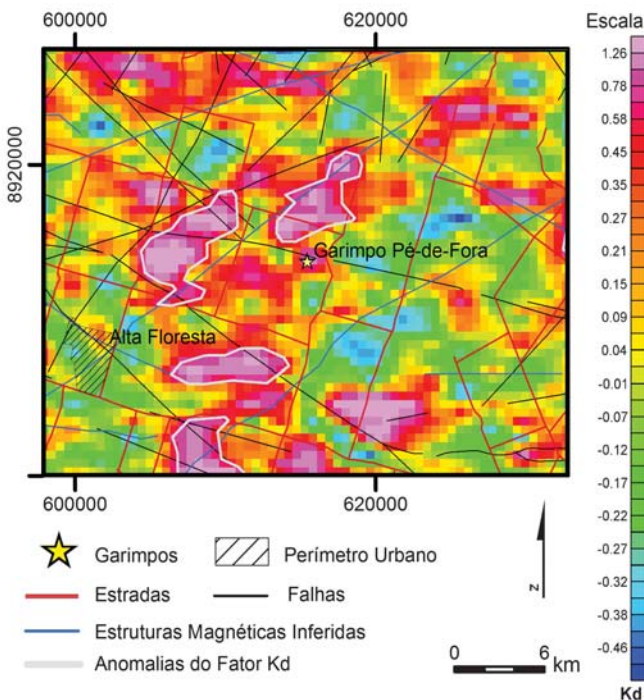 600000
620000
Escala
8920000
Garimpo Pé-de-Fora
Alta Floresta
1.26
0.78
0.58
0.45
0.35
0.27
0.21
0.15
0.09
0.04
-0.01
-0.07
-0.12
-0.17
-0.22
-0.27
-0.32
-0.38
-0.46
Kd
600000
620000
Garimpos
Perímetro Urbano
Estradas
Falhas
Estruturas Magnéticas Inferidas
Anomalias do Fator Kd
N
0
6
km